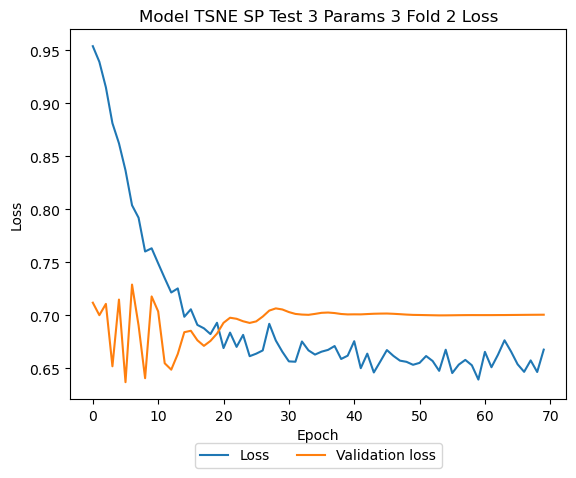 Model TSNE SP Test 3 Params 3 Fold 2 Loss
0.95
0.90
0.85
0.80
0.75
0.70
0.65
Loss
0 10 20 30 40 50 60 70
Epoch
Loss Validation loss